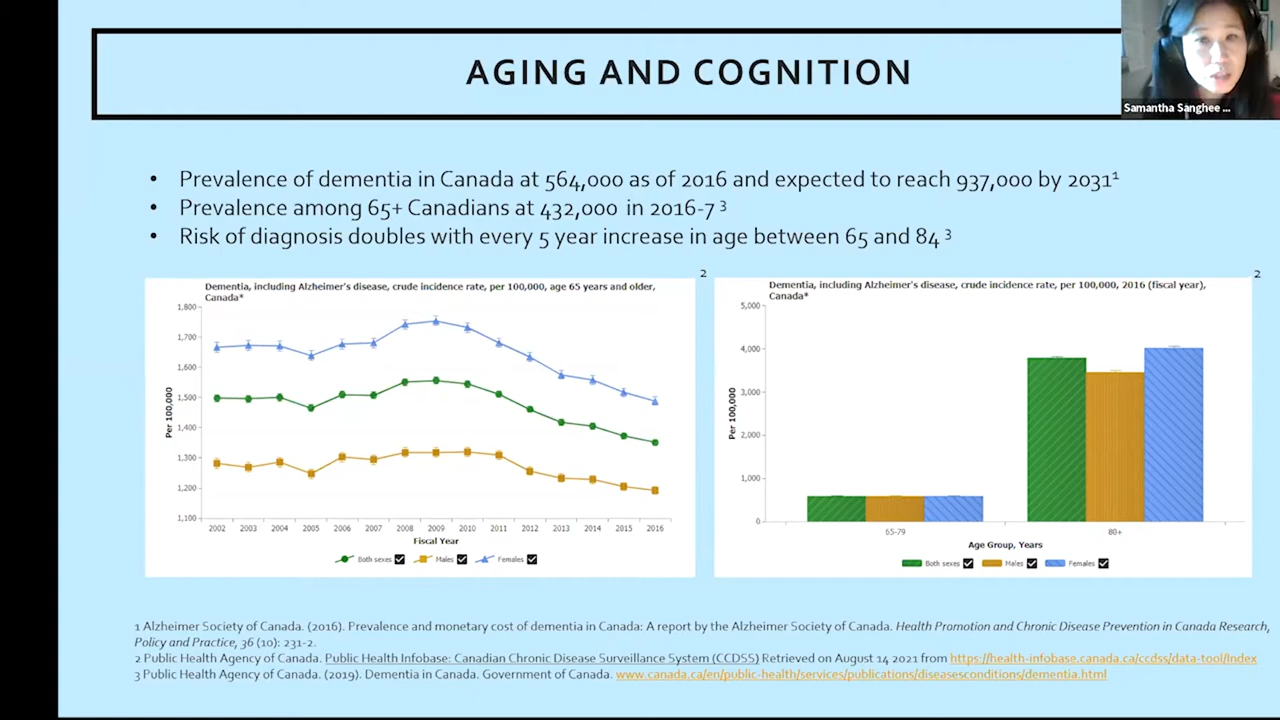 AGING AND COGNITION
Samantha Sanghee ...
• Prevalence of dementia in Canada at 564,000 as of 2016 and expected to reach 937,000 by 2031¹
• Prevalence among 65+ Canadians at 432,000 in 2016-7 ³
• Risk of diagnosis doubles with every 5 year increase in age between 65 and 84 ³
2
Dementia, including Alzheimer's disease, crude incidence rate, per 100,000, age 65 years and older,
Canada*
1,800
1,700
1,600
1,500
1,400
1,300
1,200
1,100
Per 100,000
2002 2003 2004 2005 2006 2007 2008 2009 2010 2011 2012 2013 2014 2015 2016
Fiscal Year
Both sexes Males Females
2
Dementia, including Alzheimer's disease, crude incidence rate, per 100,000, 2016 (fiscal year),
Canada*
5,000
4,000
3,000
2,000
1,000
0
Per 100,000
65-79 80+
Age Group, Years
Both sexes Males Females
1 Alzheimer Society of Canada. (2016). Prevalence and monetary cost of dementia in Canada: A report by the Alzheimer Society of Canada. Health Promotion and Chronic Disease Prevention in Canada Research,
Policy and Practice, 36 (10): 231-2.
2 Public Health Agency of Canada. Public Health Infobase: Canadian Chronic Disease Surveillance System (CCDSS) Retrieved on August 14 2021 from https://health-infobase.canada.ca/ccdss/data-tool/Index
3 Public Health Agency of Canada. (2019). Dementia in Canada. Government of Canada. www.canada.ca/en/public-health/services/publications/diseasesconditions/dementia.html